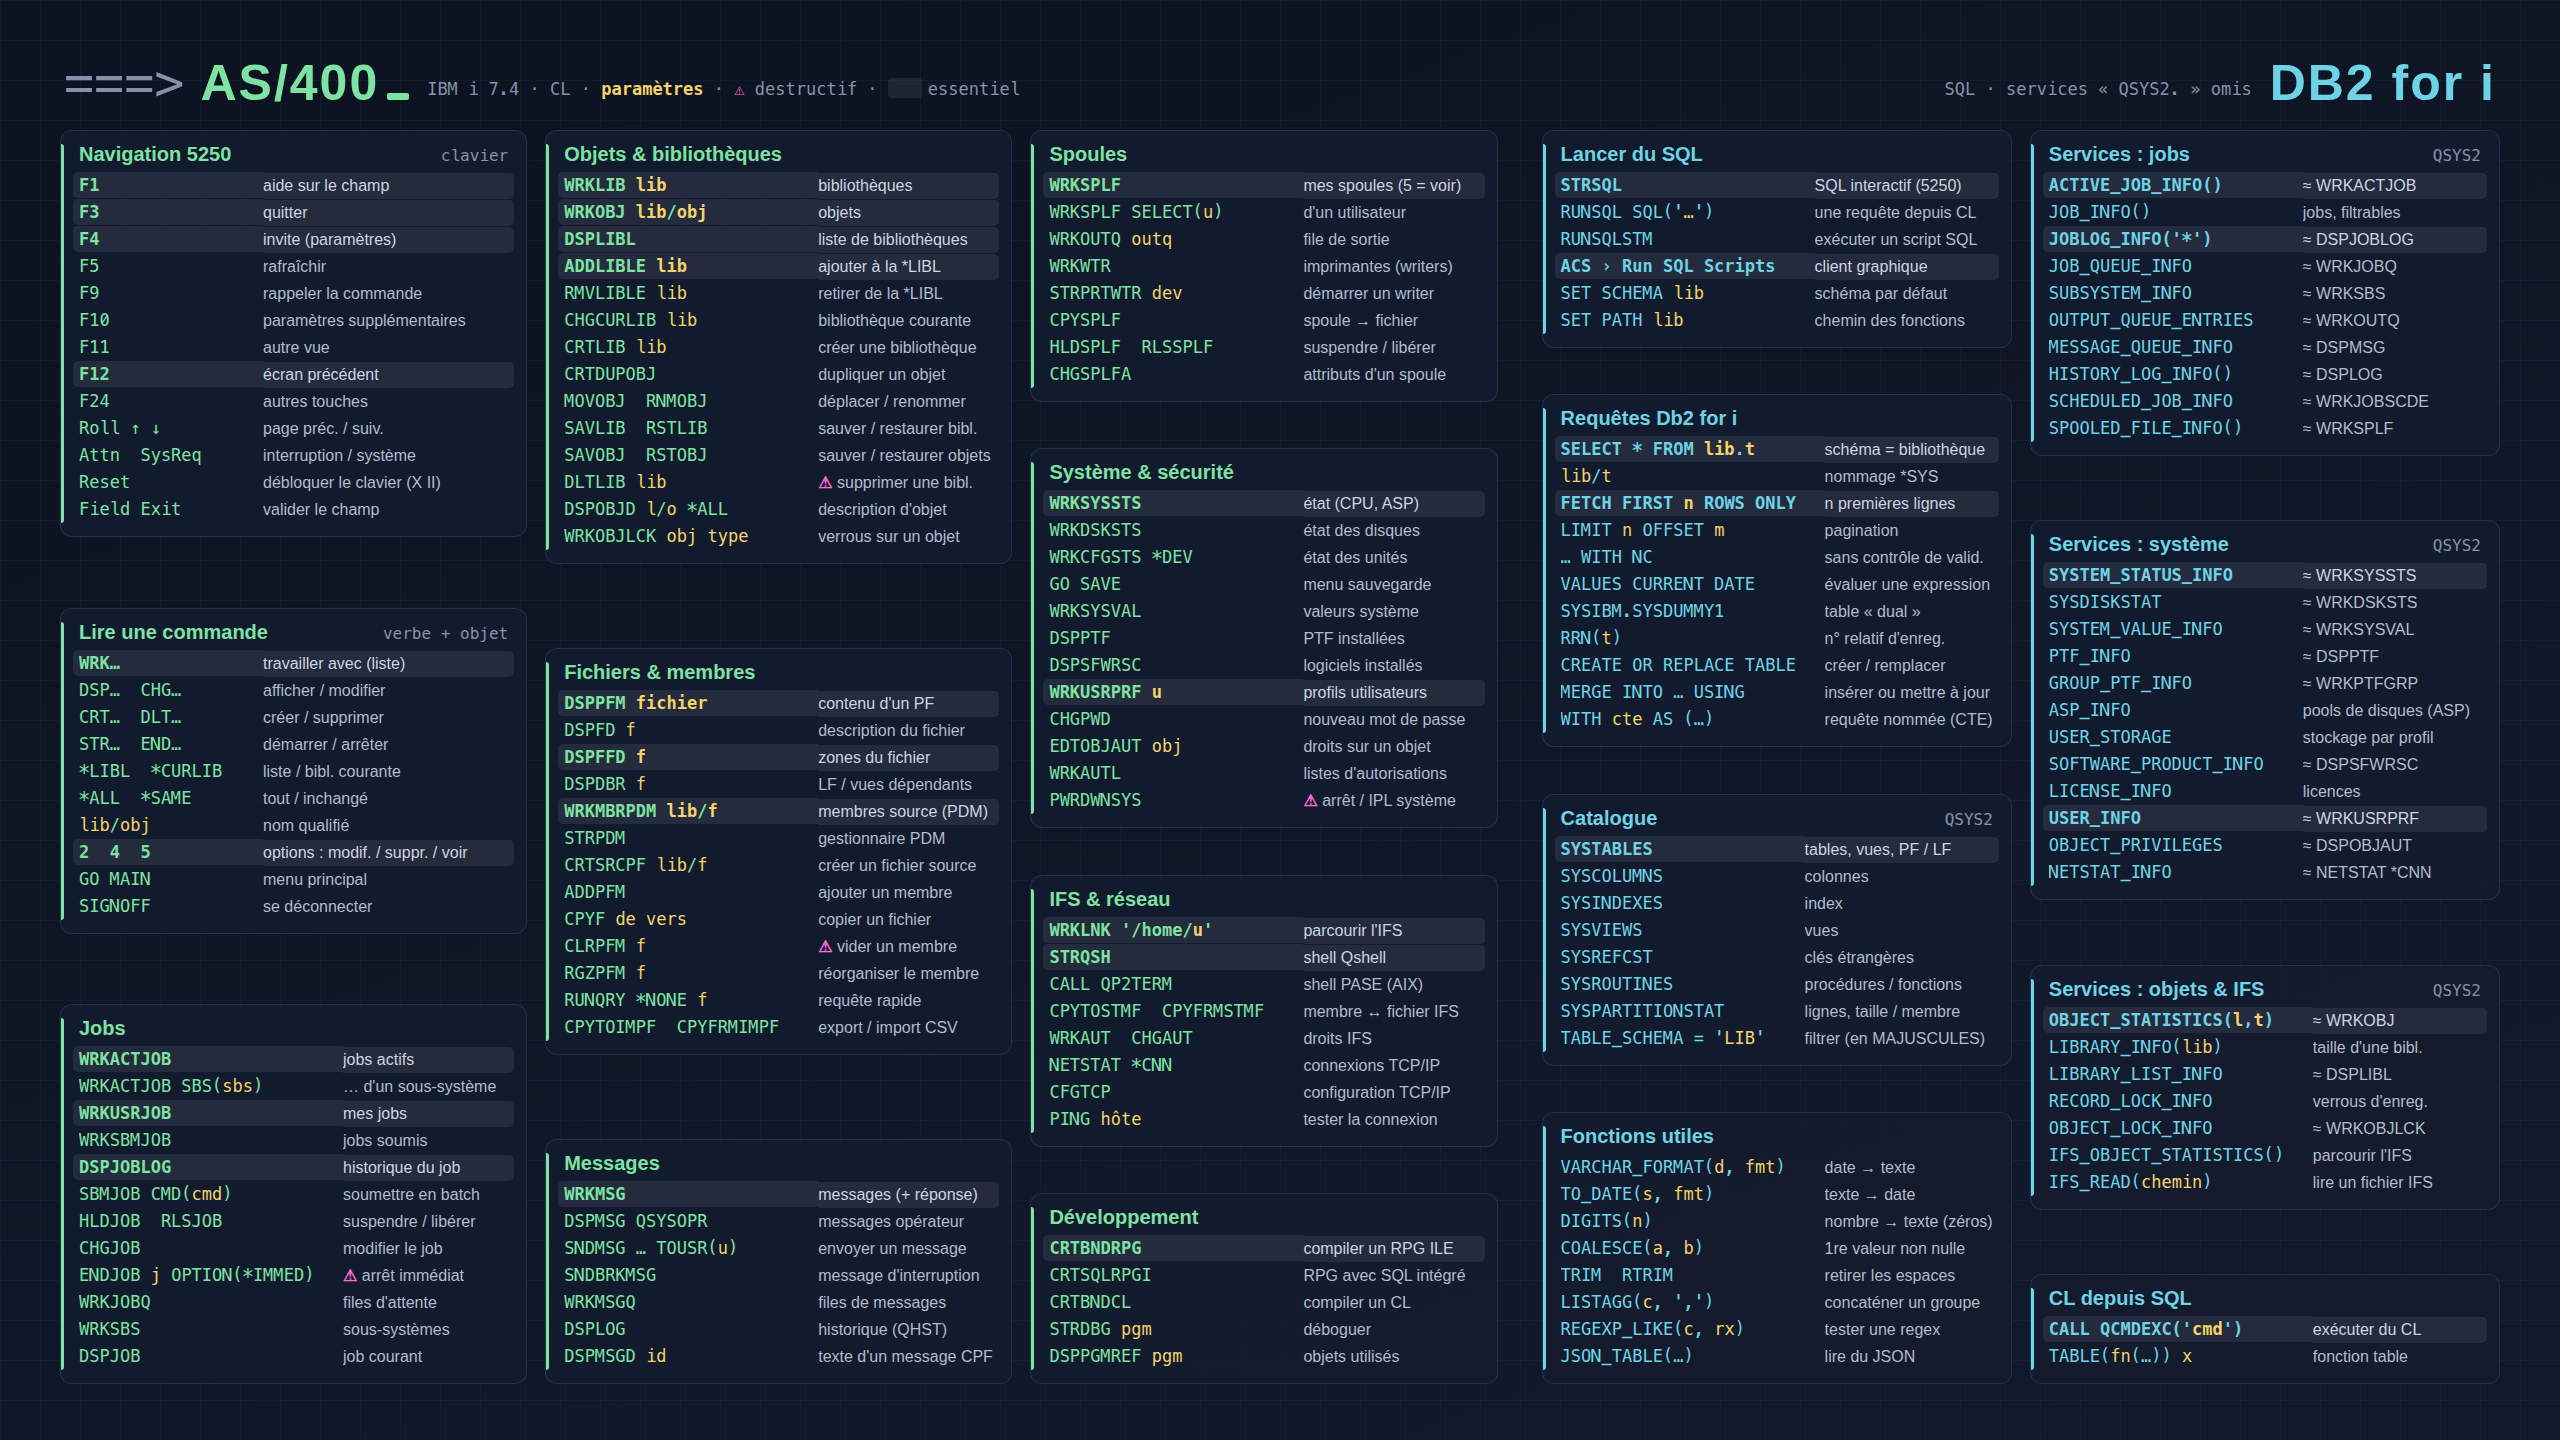 ===> AS/400_ IBM i 7.4 · CL · paramètres · ⚠ destructif · essentiel
SQL · services « QSYS2. » omis DB2 for i
Navigation 5250 clavier
F1 aide sur le champ
F3 quitter
F4 invite (paramètres)
F5 rafraîchir
F9 rappeler la commande
F10 paramètres supplémentaires
F11 autre vue
F12 écran précédent
F24 autres touches
Roll ↑ ↓ page préc. / suiv.
Attn SysReq interruption / système
Reset débloquer le clavier (X II)
Field Exit valider le champ
Lire une commande verbe + objet
WRK… travailler avec (liste)
DSP… CHG… afficher / modifier
CRT… DLT… créer / supprimer
STR… END… démarrer / arrêter
*LIBL *CURLIB liste / bibl. courante
*ALL *SAME tout / inchangé
lib/obj nom qualifié
2 4 5 options : modif. / suppr. / voir
GO MAIN menu principal
SIGNOFF se déconnecter
Jobs
WRKACTJOB jobs actifs
WRKACTJOB SBS(sbs) … d'un sous-système
WRKUSRJOB mes jobs
WRKSBMJOB jobs soumis
DSPJOBLOG historique du job
SBMJOB CMD(cmd) soumettre en batch
HLDJOB RLSJOB suspendre / libérer
CHGJOB modifier le job
ENDJOB j OPTION(*IMMED) ⚠ arrêt immédiat
WRKJOBQ files d'attente
WRKSBS sous-systèmes
DSPJOB job courant
Objets & bibliothèques
WRKLIB lib bibliothèques
WRKOBJ lib/obj objets
DSPLIBL liste de bibliothèques
ADDLIBLE lib ajouter à la *LIBL
RMVLIBLE lib retirer de la *LIBL
CHGCURLIB lib bibliothèque courante
CRTLIB lib créer une bibliothèque
CRTDUPOBJ dupliquer un objet
MOVOBJ RNMOBJ déplacer / renommer
SAVLIB RSTLIB sauver / restaurer bibl.
SAVOBJ RSTOBJ sauver / restaurer objets
DLTLIB lib ⚠ supprimer une bibl.
DSPOBJD l/o *ALL description d'objet
WRKOBJLCK obj type verrous sur un objet
Fichiers & membres
DSPPFM fichier contenu d'un PF
DSPFD f description du fichier
DSPFFD f zones du fichier
DSPDBR f LF / vues dépendants
WRKMBRPDM lib/f membres source (PDM)
STRPDM gestionnaire PDM
CRTSRCPF lib/f créer un fichier source
ADDPFM ajouter un membre
CPYF de vers copier un fichier
CLRPFM f ⚠ vider un membre
RGZPFM f réorganiser le membre
RUNQRY *NONE f requête rapide
CPYTOIMPF CPYFRMIMPF export / import CSV
Messages
WRKMSG messages (+ réponse)
DSPMSG QSYSOPR messages opérateur
SNDMSG … TOUSR(u) envoyer un message
SNDBRKMSG message d'interruption
WRKMSGQ files de messages
DSPLOG historique (QHST)
DSPMSGD id texte d'un message CPF
Spoules
WRKSPLF mes spoules (5 = voir)
WRKSPLF SELECT(u) d'un utilisateur
WRKOUTQ outq file de sortie
WRKWTR imprimantes (writers)
STRPRTWTR dev démarrer un writer
CPYSPLF spoule → fichier
HLDSPLF RLSSPLF suspendre / libérer
CHGSPLFA attributs d'un spoule
Système & sécurité
WRKSYSSTS état (CPU, ASP)
WRKDSKSTS état des disques
WRKCFGSTS *DEV état des unités
GO SAVE menu sauvegarde
WRKSYSVAL valeurs système
DSPPTF PTF installées
DSPSFWRSC logiciels installés
WRKUSRPRF u profils utilisateurs
CHGPWD nouveau mot de passe
EDTOBJAUT obj droits sur un objet
WRKAUTL listes d'autorisations
PWRDWNSYS ⚠ arrêt / IPL système
IFS & réseau
WRKLNK '/home/u' parcourir l'IFS
STRQSH shell Qshell
CALL QP2TERM shell PASE (AIX)
CPYTOSTMF CPYFRMSTMF membre ↔ fichier IFS
WRKAUT CHGAUT droits IFS
NETSTAT *CNN connexions TCP/IP
CFGTCP configuration TCP/IP
PING hôte tester la connexion
Développement
CRTBNDRPG compiler un RPG ILE
CRTSQLRPGI RPG avec SQL intégré
CRTBNDCL compiler un CL
STRDBG pgm déboguer
DSPPGMREF pgm objets utilisés
Lancer du SQL
STRSQL SQL interactif (5250)
RUNSQL SQL('…') une requête depuis CL
RUNSQLSTM exécuter un script SQL
ACS › Run SQL Scripts client graphique
SET SCHEMA lib schéma par défaut
SET PATH lib chemin des fonctions
Requêtes Db2 for i
SELECT * FROM lib.t schéma = bibliothèque
lib/t nommage *SYS
FETCH FIRST n ROWS ONLY n premières lignes
LIMIT n OFFSET m pagination
… WITH NC sans contrôle de valid.
VALUES CURRENT DATE évaluer une expression
SYSIBM.SYSDUMMY1 table « dual »
RRN(t) n° relatif d'enreg.
CREATE OR REPLACE TABLE créer / remplacer
MERGE INTO … USING insérer ou mettre à jour
WITH cte AS (…) requête nommée (CTE)
Catalogue QSYS2
SYSTABLES tables, vues, PF / LF
SYSCOLUMNS colonnes
SYSINDEXES index
SYSVIEWS vues
SYSREFCST clés étrangères
SYSROUTINES procédures / fonctions
SYSPARTITIONSTAT lignes, taille / membre
TABLE_SCHEMA = 'LIB' filtrer (en MAJUSCULES)
Fonctions utiles
VARCHAR_FORMAT(d, fmt) date → texte
TO_DATE(s, fmt) texte → date
DIGITS(n) nombre → texte (zéros)
COALESCE(a, b) 1re valeur non nulle
TRIM RTRIM retirer les espaces
LISTAGG(c, ',') concaténer un groupe
REGEXP_LIKE(c, rx) tester une regex
JSON_TABLE(…) lire du JSON
Services : jobs QSYS2
ACTIVE_JOB_INFO() ≈ WRKACTJOB
JOB_INFO() jobs, filtrables
JOBLOG_INFO('*') ≈ DSPJOBLOG
JOB_QUEUE_INFO ≈ WRKJOBQ
SUBSYSTEM_INFO ≈ WRKSBS
OUTPUT_QUEUE_ENTRIES ≈ WRKOUTQ
MESSAGE_QUEUE_INFO ≈ DSPMSG
HISTORY_LOG_INFO() ≈ DSPLOG
SCHEDULED_JOB_INFO ≈ WRKJOBSCDE
SPOOLED_FILE_INFO() ≈ WRKSPLF
Services : système QSYS2
SYSTEM_STATUS_INFO ≈ WRKSYSSTS
SYSDISKSTAT ≈ WRKDSKSTS
SYSTEM_VALUE_INFO ≈ WRKSYSVAL
PTF_INFO ≈ DSPPTF
GROUP_PTF_INFO ≈ WRKPTFGRP
ASP_INFO pools de disques (ASP)
USER_STORAGE stockage par profil
SOFTWARE_PRODUCT_INFO ≈ DSPSFWRSC
LICENSE_INFO licences
USER_INFO ≈ WRKUSRPRF
OBJECT_PRIVILEGES ≈ DSPOBJAUT
NETSTAT_INFO ≈ NETSTAT *CNN
Services : objets & IFS QSYS2
OBJECT_STATISTICS(l,t) ≈ WRKOBJ
LIBRARY_INFO(lib) taille d'une bibl.
LIBRARY_LIST_INFO ≈ DSPLIBL
RECORD_LOCK_INFO verrous d'enreg.
OBJECT_LOCK_INFO ≈ WRKOBJLCK
IFS_OBJECT_STATISTICS() parcourir l'IFS
IFS_READ(chemin) lire un fichier IFS
CL depuis SQL
CALL QCMDEXC('cmd') exécuter du CL
TABLE(fn(…)) x fonction table